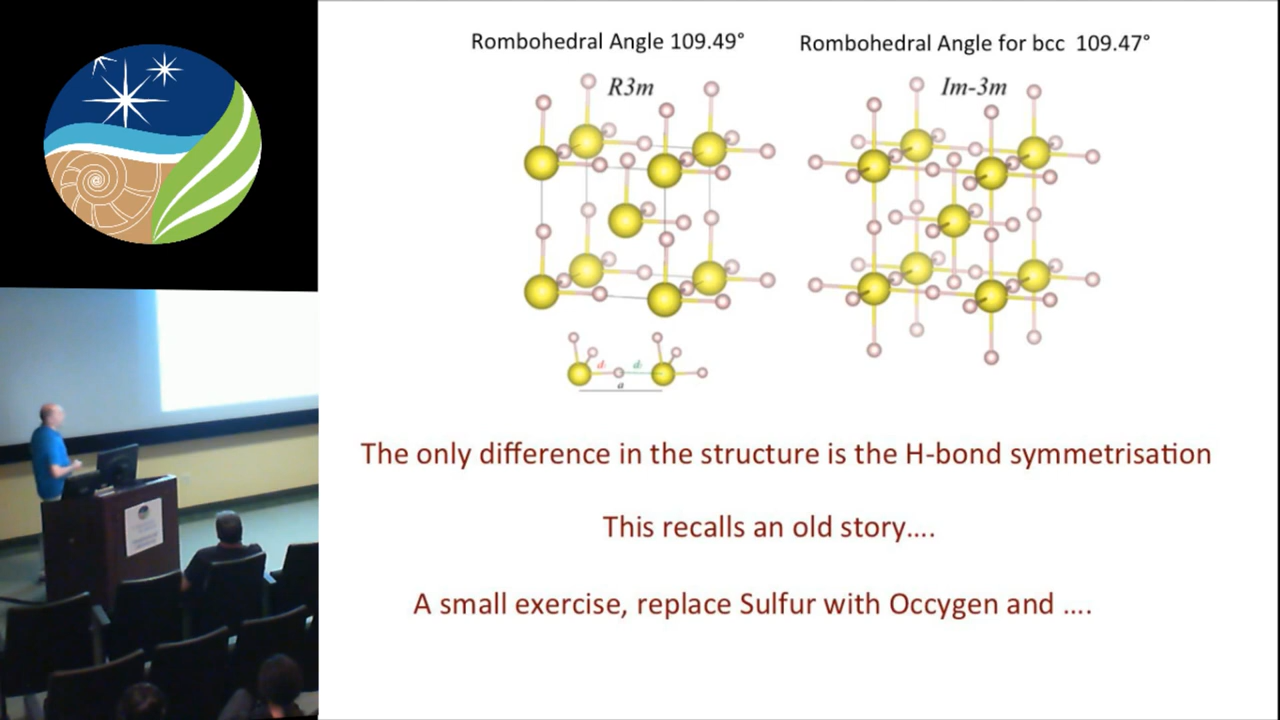 Rombohedral Angle 109.49°
Rombohedral Angle for bcc 109.47°
R3m
Im-3m
a
The only difference in the structure is the H-bond symmetrisation
This recalls an old story....
A small exercise, replace Sulfur with Occygen and ....